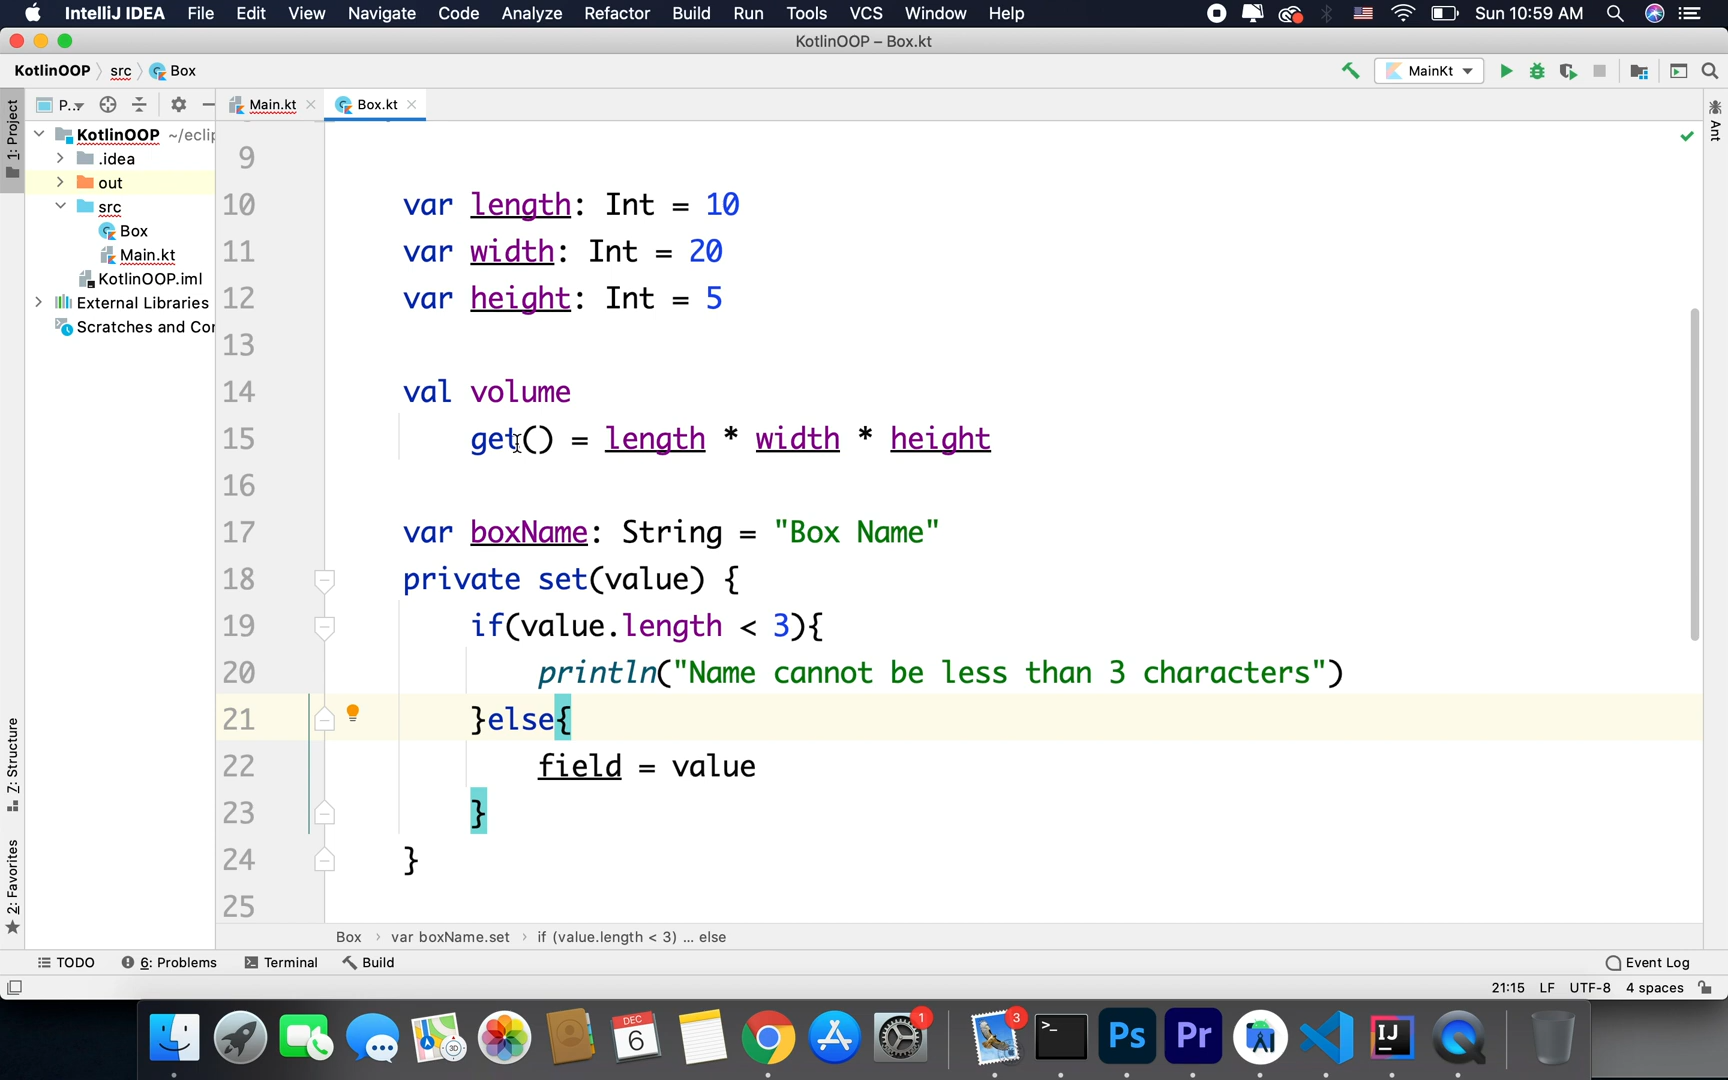 IntelliJ IDEA File Edit View Navigate Code Analyze Refactor Build Run Tools VCS Window Help Sun 10:59 AM
KotlinOOP – Box.kt
KotlinOOP src Box MainKt
1: Project P... Main.kt Box.kt Ant
KotlinOOP ~/eclip
.idea
out
src
Box
Main.kt
KotlinOOP.iml
External Libraries
Scratches and Cor
9
10 var length: Int = 10
11 var width: Int = 20
12 var height: Int = 5
13
14 val volume
15 get() = length * width * height
16
17 var boxName: String = "Box Name"
18 private set(value) {
19 if(value.length < 3){
20 println("Name cannot be less than 3 characters")
21 }else{
22 field = value
23 }
24 }
25
Z: Structure
2: Favorites
Box var boxName.set if (value.length < 3) ... else
TODO 6: Problems Terminal Build Event Log
21:15 LF UTF-8 4 spaces
1 3
DEC
6
3D
>_
Ps Pr IJ